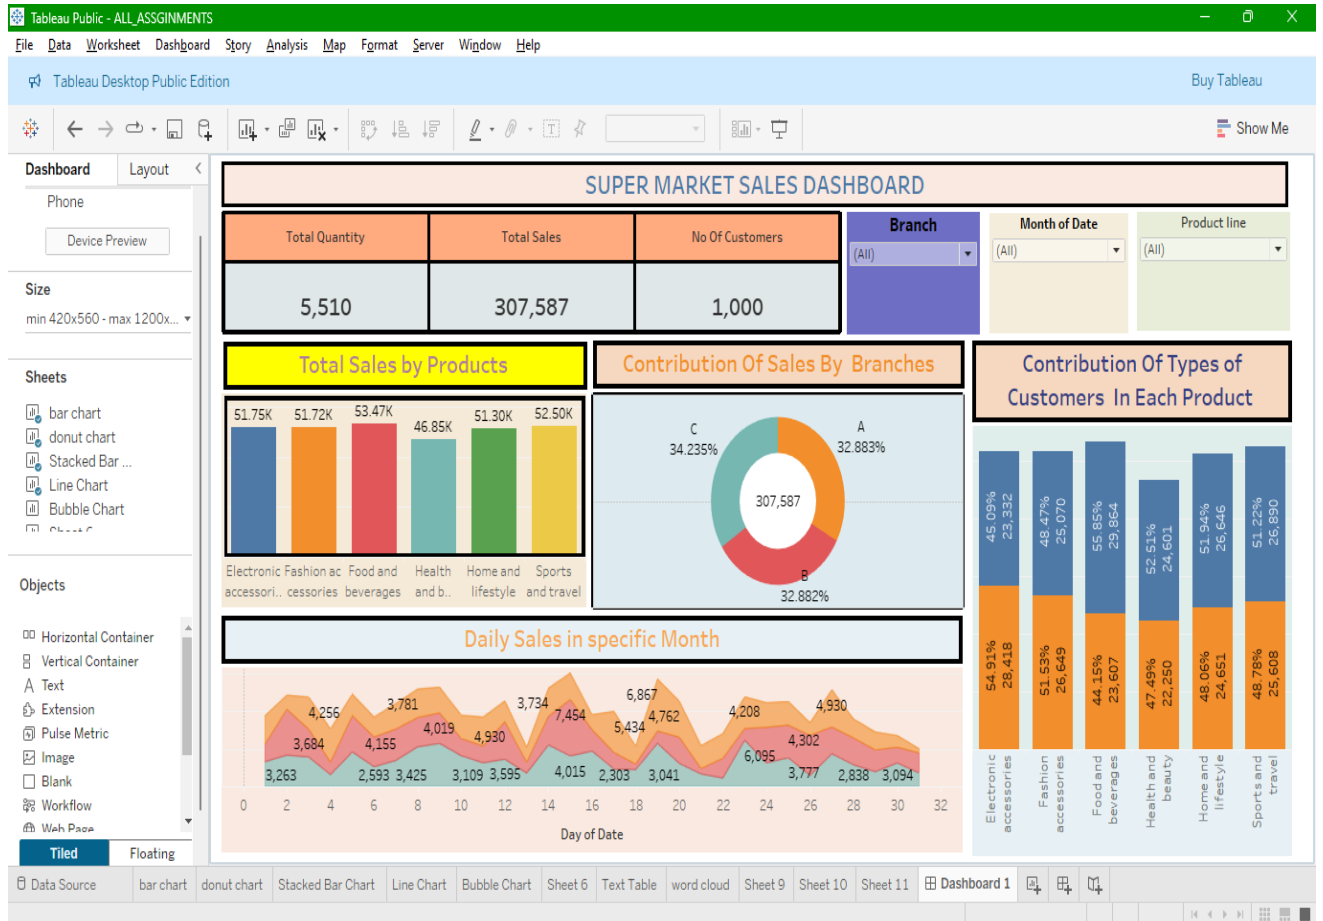 Tableau Public - ALL_ASSGINMENTS
File Data Worksheet Dashboard Story Analysis Map Format Server Window Help
Tableau Desktop Public Edition
Buy Tableau
Show Me
Dashboard Layout
Phone
Device Preview
Size
min 420x560 - max 1200x...
Sheets
bar chart
donut chart
Stacked Bar ...
Line Chart
Bubble Chart
Objects
Horizontal Container
Vertical Container
Text
Extension
Pulse Metric
Image
Blank
Workflow
Web Page
Tiled Floating
SUPER MARKET SALES DASHBOARD
Total Quantity Total Sales No Of Customers
5,510 307,587 1,000
Branch
(All)
Month of Date
(All)
Product line
(All)
Total Sales by Products
51.75K 51.72K 53.47K 46.85K 51.30K 52.50K
Electronic Fashion ac Food and Health Home and Sports
accessori.. cessories beverages and b.. lifestyle and travel
Contribution Of Sales By Branches
C
34.235%
A
32.883%
307,587
B
32.882%
Contribution Of Types of
Customers In Each Product
45.09%
23,332
48.47%
25,070
55.85%
29,864
52.51%
24,601
51.94%
26,646
51.22%
26,890
54.91%
28,418
51.53%
26,649
44.15%
23,607
47.49%
22,250
48.06%
24,651
48.78%
25,608
Electronic
accessories
Fashion
accessories
Food and
beverages
Health and
beauty
Home and
lifestyle
Sports and
travel
Daily Sales in specific Month
4,256 3,781 3,734 6,867 4,208 4,930
3,684 4,155 4,019 4,930 7,454 5,434 4,762 6,095 4,302
3,263 2,593 3,425 3,109 3,595 4,015 2,303 3,041 3,777 2,838 3,094
0 2 4 6 8 10 12 14 16 18 20 22 24 26 28 30 32
Day of Date
Data Source bar chart donut chart Stacked Bar Chart Line Chart Bubble Chart Sheet 6 Text Table word cloud Sheet 9 Sheet 10 Sheet 11 Dashboard 1